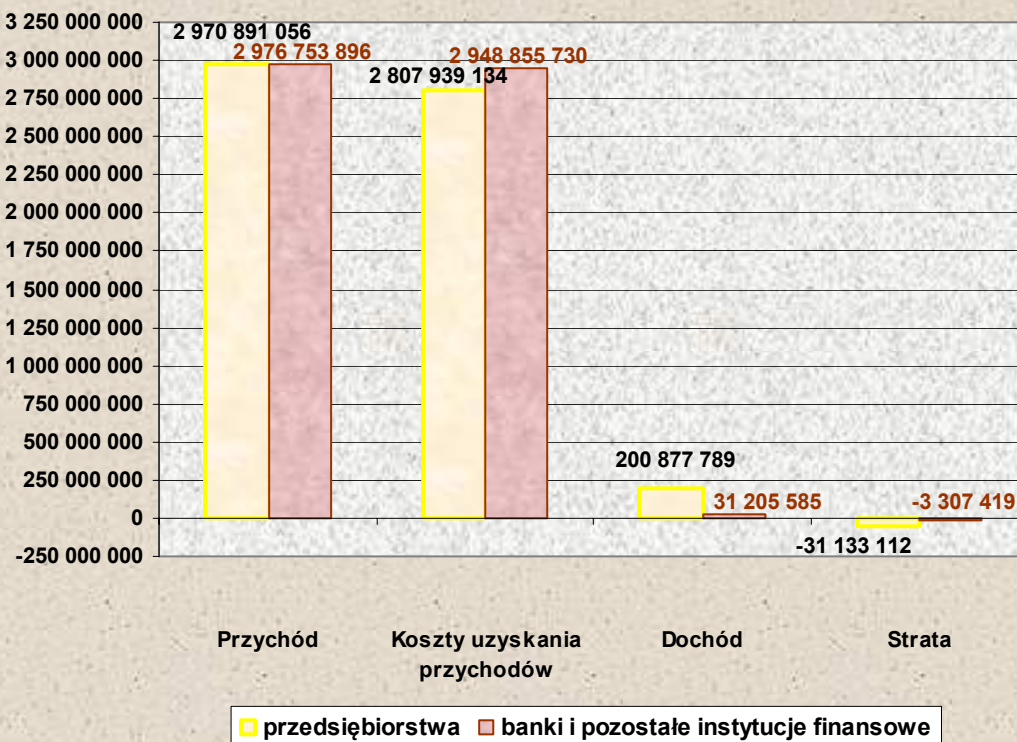 3 250 000 000
3 000 000 000
2 750 000 000
2 500 000 000
2 250 000 000
2 000 000 000
1 750 000 000
1 500 000 000
1 250 000 000
1 000 000 000
750 000 000
500 000 000
250 000 000
0
-250 000 000
2 970 891 056
2 976 753 896
2 948 855 730
2 807 939 134
200 877 789
31 205 585
-3 307 419
-31 133 112
Przychód
Koszty uzyskania
przychodów
Dochód
Strata
przedsiębiorstwa
banki i pozostałe instytucje finansowe